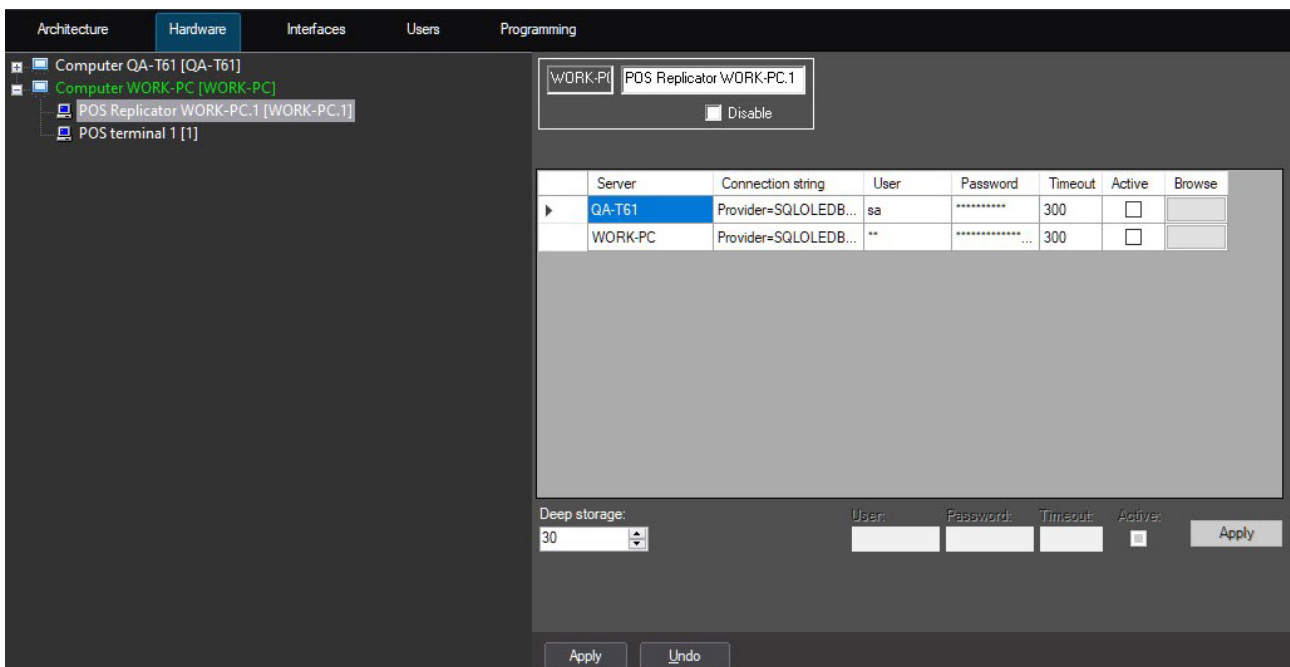 Architecture Hardware Interfaces Users Programming
Computer QA-T61 [QA-T61]
Computer WORK-PC [WORK-PC]
POS Replicator WORK-PC.1 [WORK-PC.1]
POS terminal 1 [1]
WORK-P( POS Replicator WORK-PC.1
Disable
Server Connection string User Password Timeout Active Browse
QA-T61 Provider=SQLOLEDB... sa ********** 300
WORK-PC Provider=SQLOLEDB... ** *************... 300
Deep storage: User: Password: Timeout: Active:
30 Apply
Apply Undo